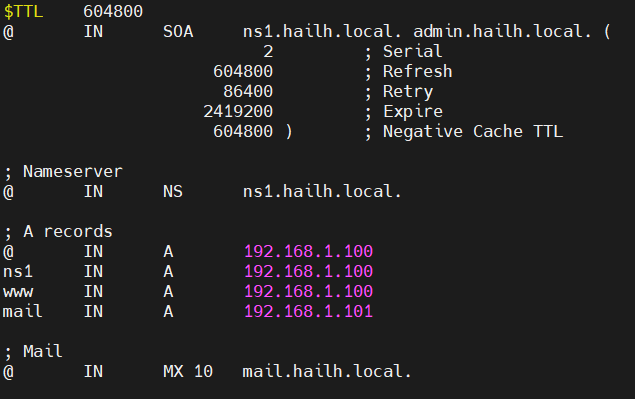 $TTL    604800
@       IN      SOA     ns1.hailh.local. admin.hailh.local. (
                          2            ; Serial
                     604800         ; Refresh
                      86400         ; Retry
                    2419200         ; Expire
                     604800 )       ; Negative Cache TTL

; Nameserver
@       IN      NS      ns1.hailh.local.

; A records
@       IN      A       192.168.1.100
ns1     IN      A       192.168.1.100
www     IN      A       192.168.1.100
mail    IN      A       192.168.1.101

; Mail
@       IN      MX 10   mail.hailh.local.